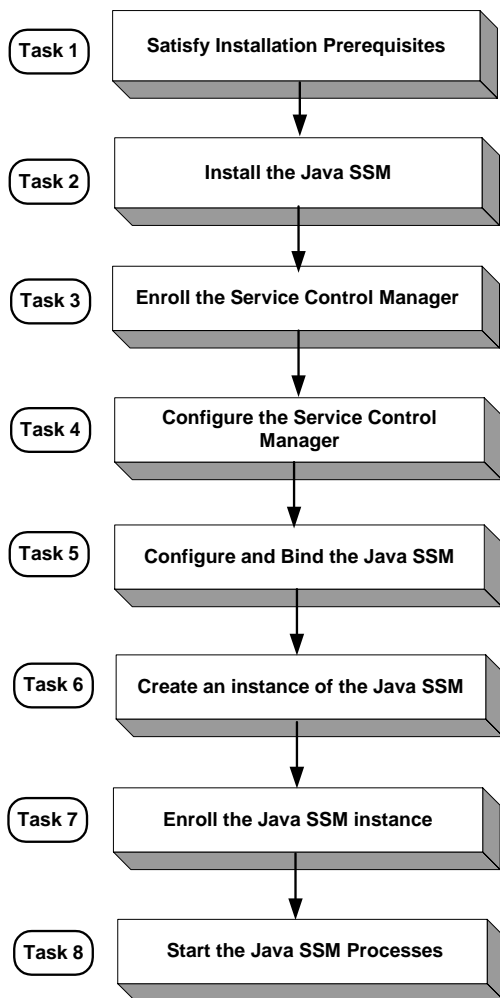 Task 1
Satisfy Installation Prerequisites
Task 2
Install the Java SSM
Task 3
Enroll the Service Control Manager
Task 4
Configure the Service Control
Manager
Task 5
Configure and Bind the Java SSM
Task 6
Create an instance of the Java SSM
Task 7
Enroll the Java SSM instance
Task 8
Start the Java SSM Processes